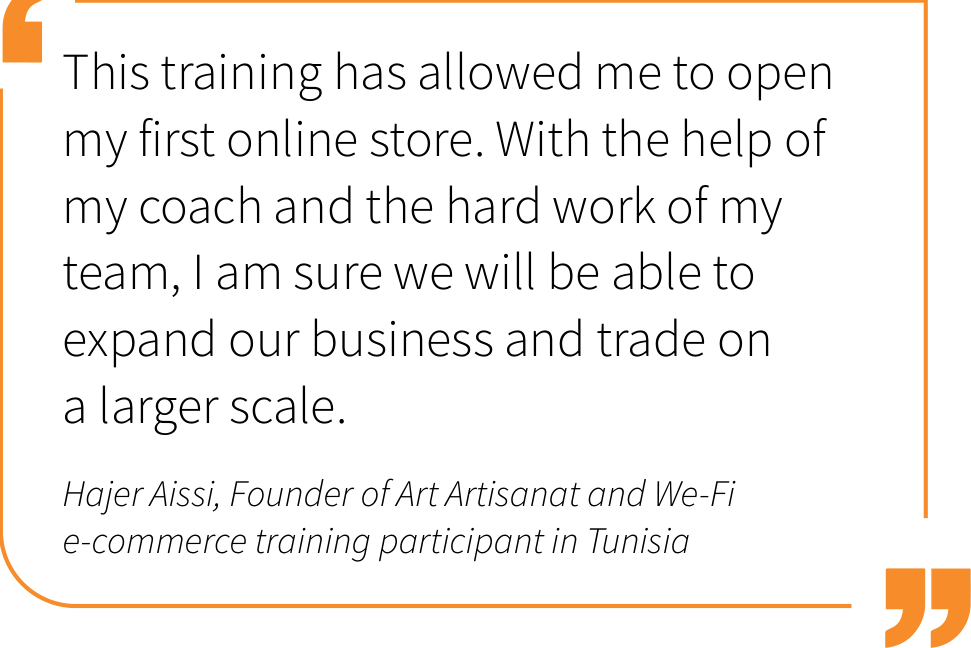 This training has allowed me to open
my first online store. With the help of
my coach and the hard work of my
team, I am sure we will be able to
expand our business and trade on
a larger scale.
Hajer Aissi, Founder of Art Artisanat and We-Fi
e-commerce training participant in Tunisia